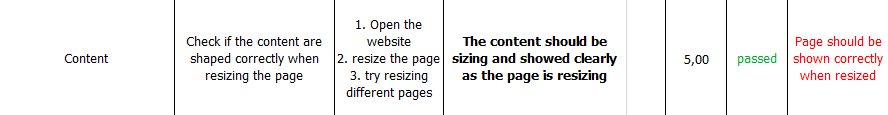 Content
Check if the content are
shaped correctly when
resizing the page
1. Open the
website
2. resize the page
3. try resizing
different pages
The content should be
sizing and showed clearly
as the page is resizing
5,00
passed
Page should be
shown correctly
when resized